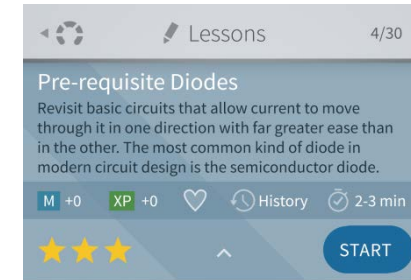 Lessons 4/30
Pre-requisite Diodes
Revisit basic circuits that allow current to move
through it in one direction with far greater ease than
in the other. The most common kind of diode in
modern circuit design is the semiconductor diode.
M +0 XP +0 History 2-3 min
START